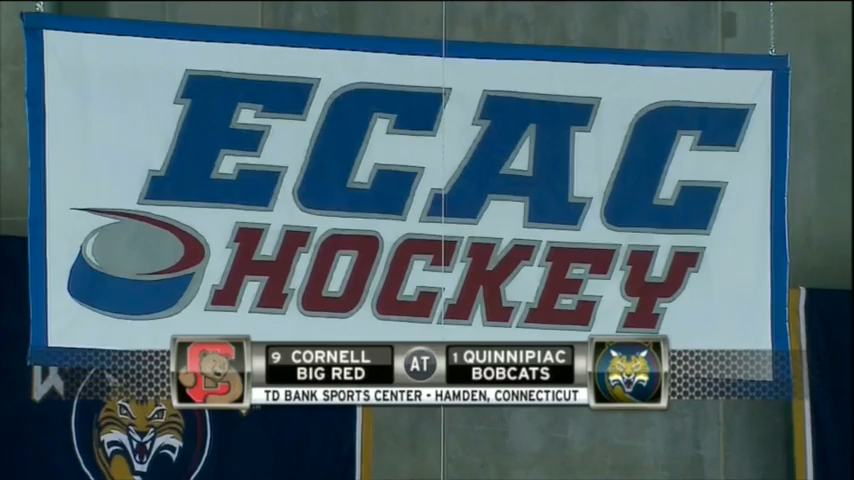 ECAC
HOCKEY
9 CORNELL BIG RED
AT
1 QUINNIPIAC BOBCATS
TD BANK SPORTS CENTER - HAMDEN, CONNECTICUT